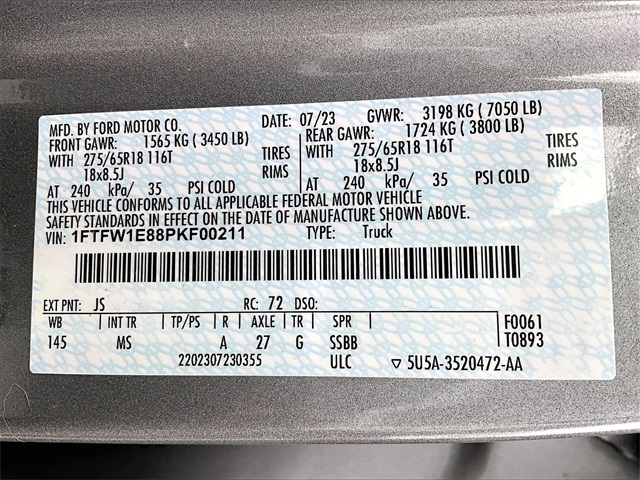 MFD. BY FORD MOTOR CO. DATE: 07/23 GVWR: 3198 KG ( 7050 LB)
FRONT GAWR: 1565 KG ( 3450 LB) REAR GAWR: 1724 KG ( 3800 LB)
WITH 275/65R18 116T TIRES WITH 275/65R18 116T TIRES
18x8.5J RIMS 18x8.5J RIMS
AT 240 kPa/ 35 PSI COLD AT 240 kPa/ 35 PSI COLD
THIS VEHICLE CONFORMS TO ALL APPLICABLE FEDERAL MOTOR VEHICLE
SAFETY STANDARDS IN EFFECT ON THE DATE OF MANUFACTURE SHOWN ABOVE.
VIN: 1FTFW1E88PKF00211 TYPE: Truck
EXT PNT: JS RC: 72 DSO:
WB INT TR TP/PS R AXLE TR SPR F0061
145 MS A 27 G SSBB T0893
2202307230355 ULC ▽ 5U5A-3520472-AA